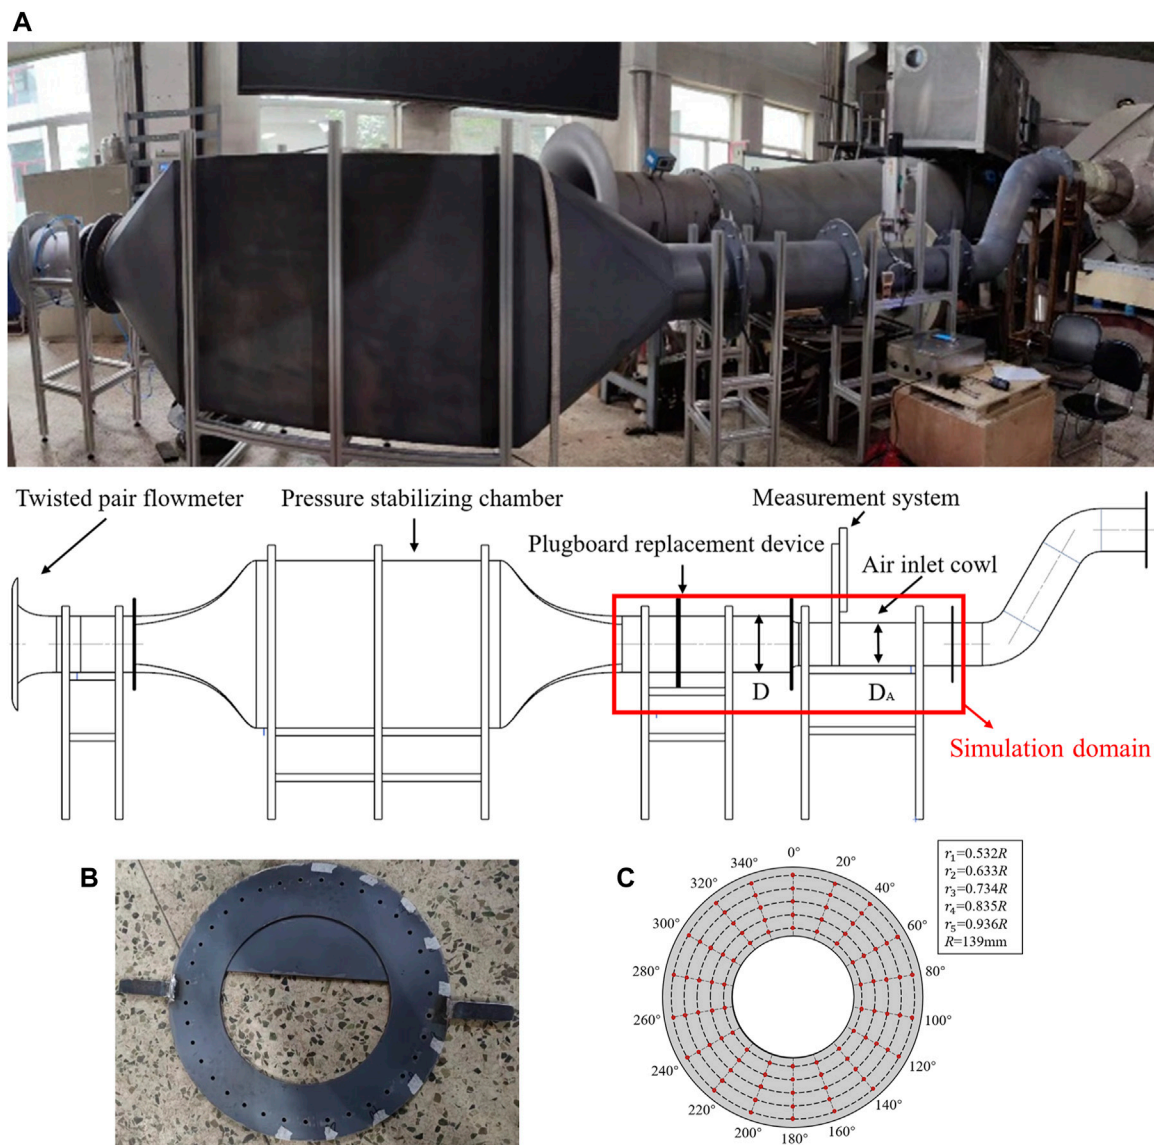 A
Twisted pair flowmeter
Pressure stabilizing chamber
Measurement system
Plugboard replacement device
Air inlet cowl
D
DA
Simulation domain
B
C
0°
20°
40°
60°
80°
100°
120°
140°
180°
200°
220°
240°
260°
280°
300°
320°
340°
r₁=0.532R
r₂=0.633R
r₃=0.734R
r₄=0.835R
r₅=0.936R
R=139mm